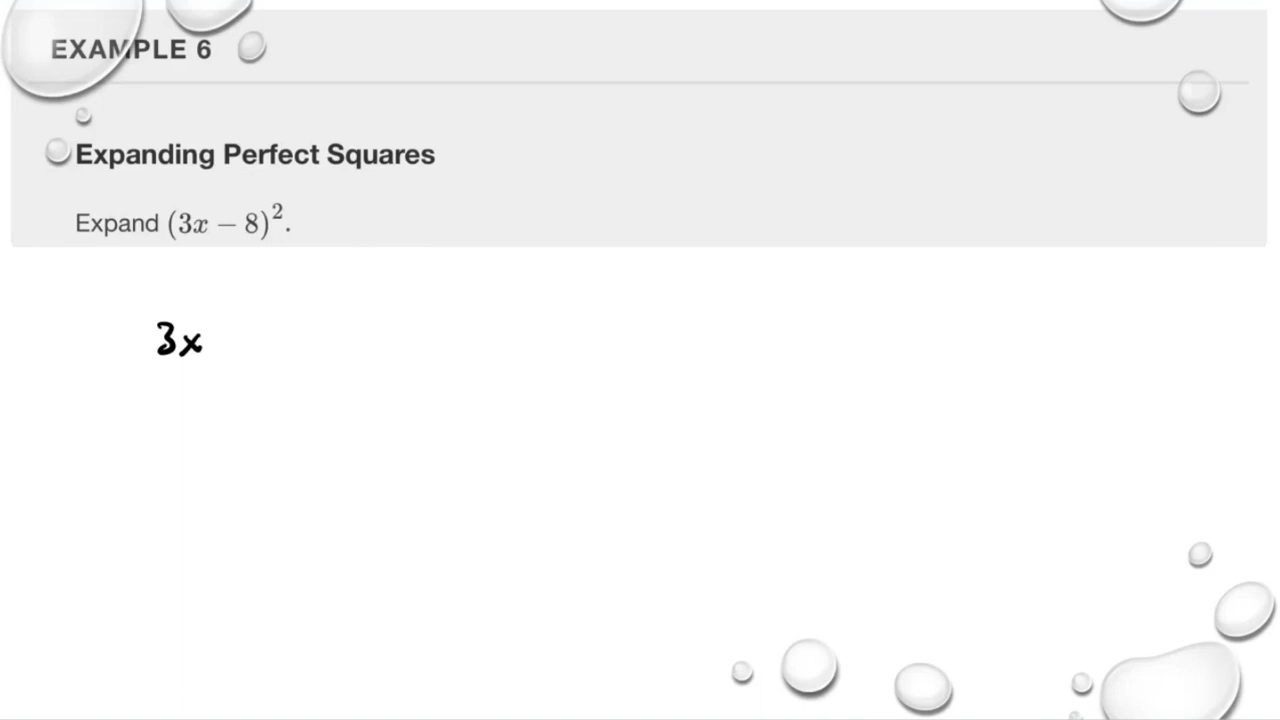 EXAMPLE 6
Expanding Perfect Squares
Expand (3x − 8)².
3x